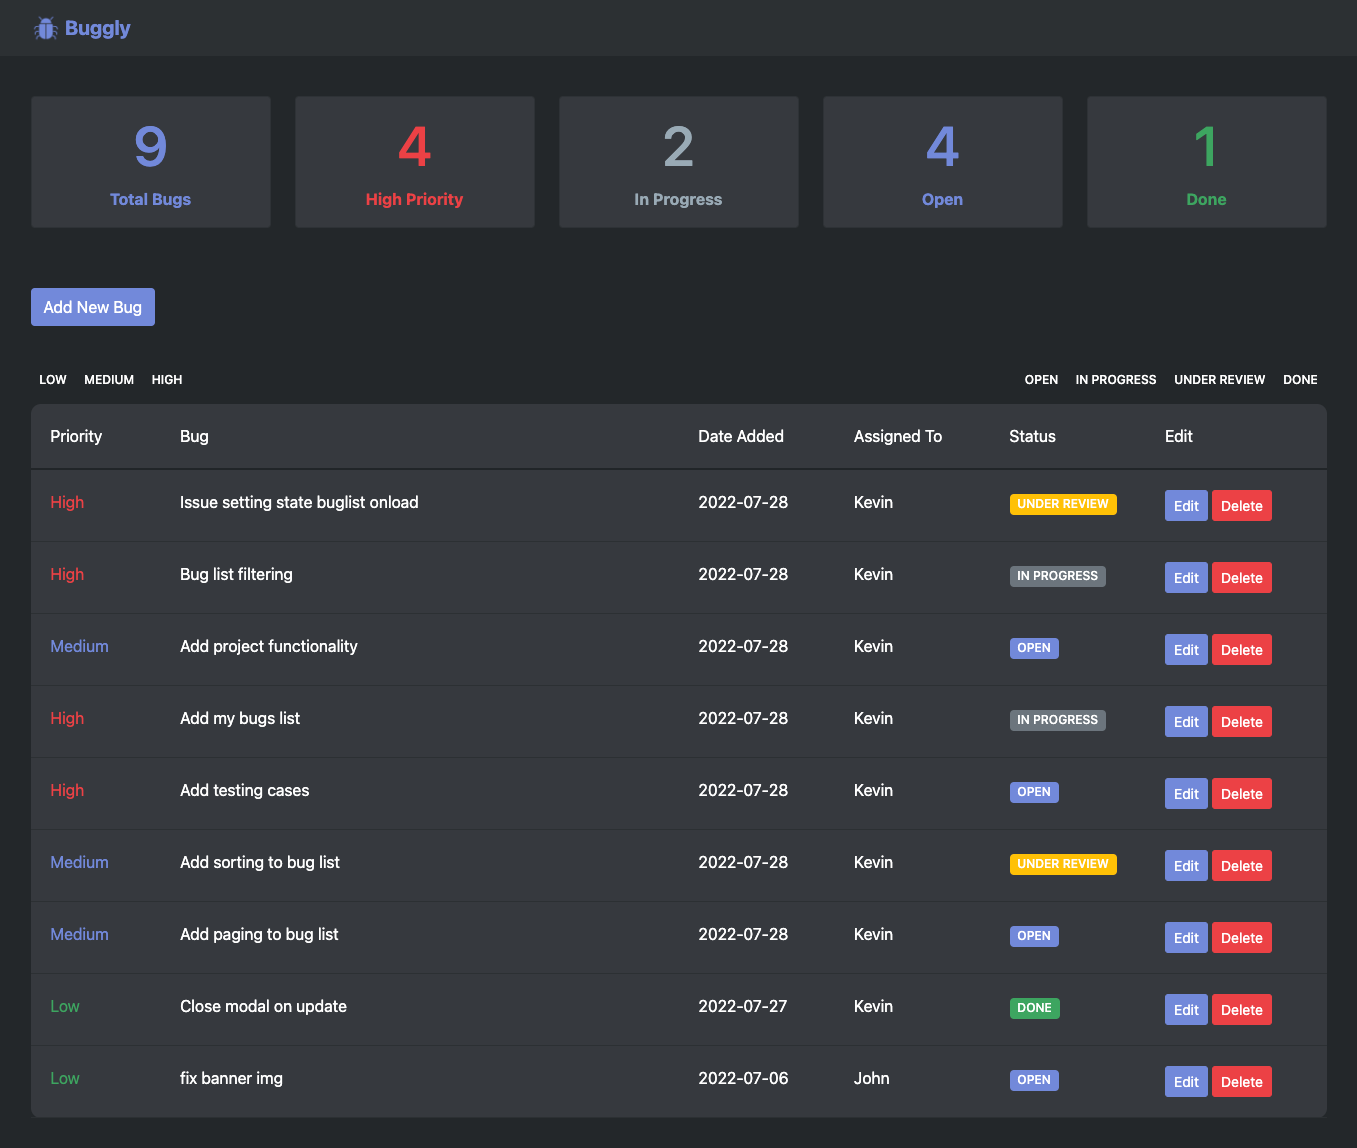 Buggly
9 4 2 4 1
Total Bugs High Priority In Progress Open Done
Add New Bug
LOW MEDIUM HIGH OPEN IN PROGRESS UNDER REVIEW DONE
Priority Bug Date Added Assigned To Status Edit
High Issue setting state buglist onload 2022-07-28 Kevin UNDER REVIEW Edit Delete
High Bug list filtering 2022-07-28 Kevin IN PROGRESS Edit Delete
Medium Add project functionality 2022-07-28 Kevin OPEN Edit Delete
High Add my bugs list 2022-07-28 Kevin IN PROGRESS Edit Delete
High Add testing cases 2022-07-28 Kevin OPEN Edit Delete
Medium Add sorting to bug list 2022-07-28 Kevin UNDER REVIEW Edit Delete
Medium Add paging to bug list 2022-07-28 Kevin OPEN Edit Delete
Low Close modal on update 2022-07-27 Kevin DONE Edit Delete
Low fix banner img 2022-07-06 John OPEN Edit Delete